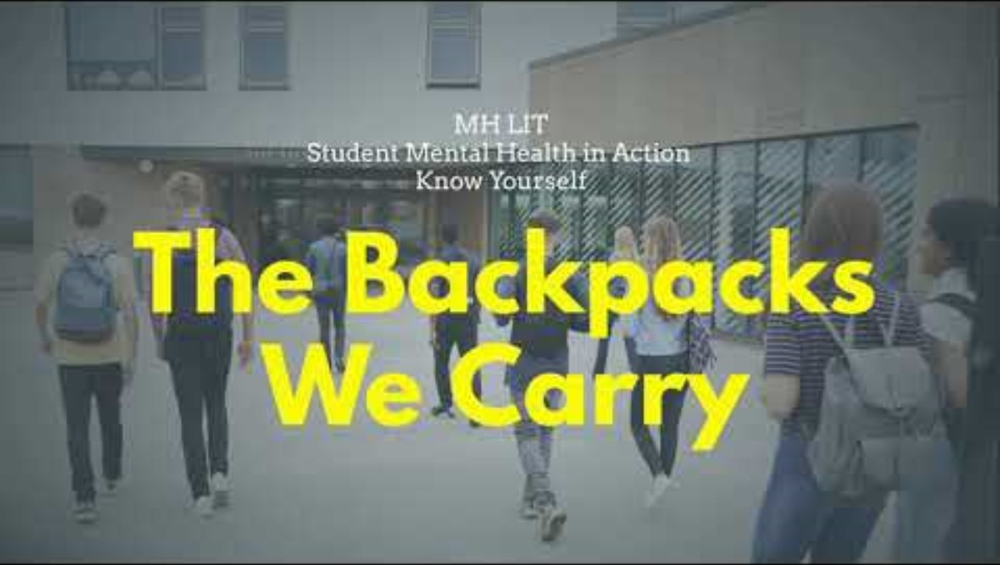 MH LIT
Student Mental Health in Action
Know Yourself
The Backpacks
We Carry